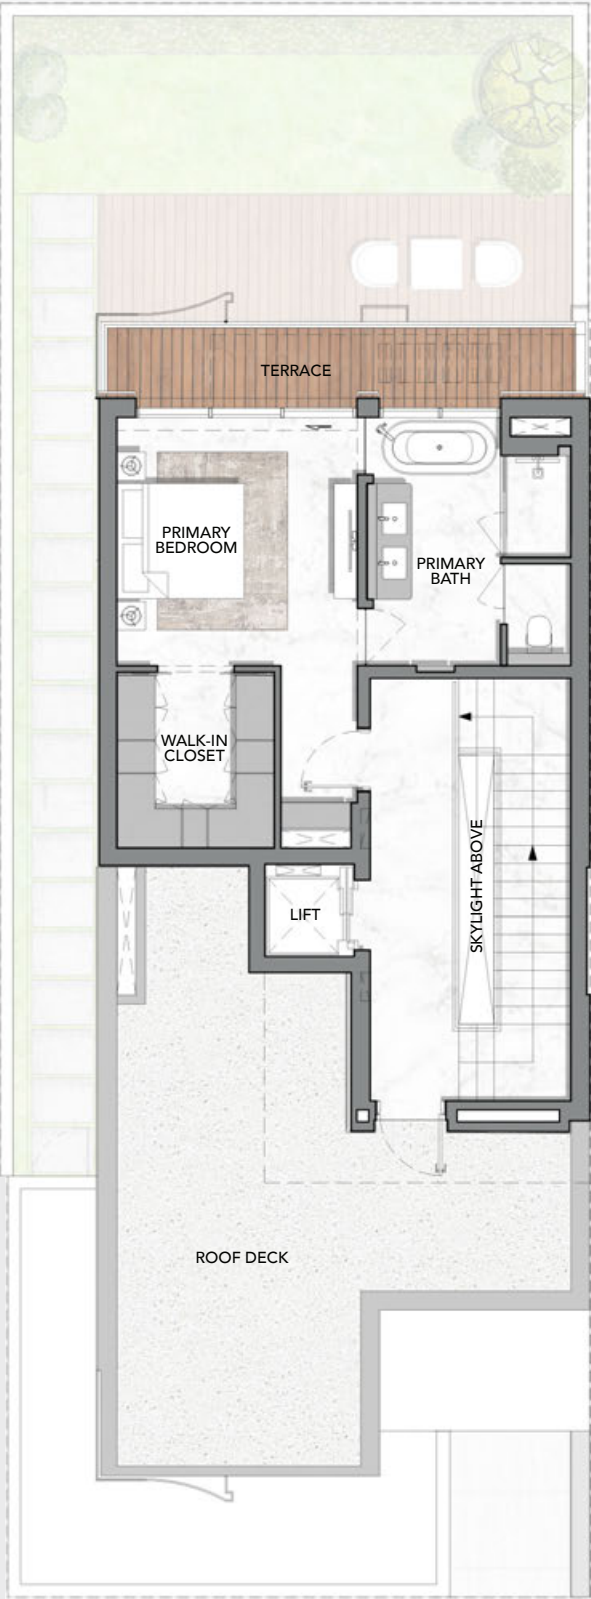 TERRACE
PRIMARY
BEDROOM
PRIMARY
BATH
WALK-IN
CLOSET
SKYLIGHT ABOVE
LIFT
ROOF DECK